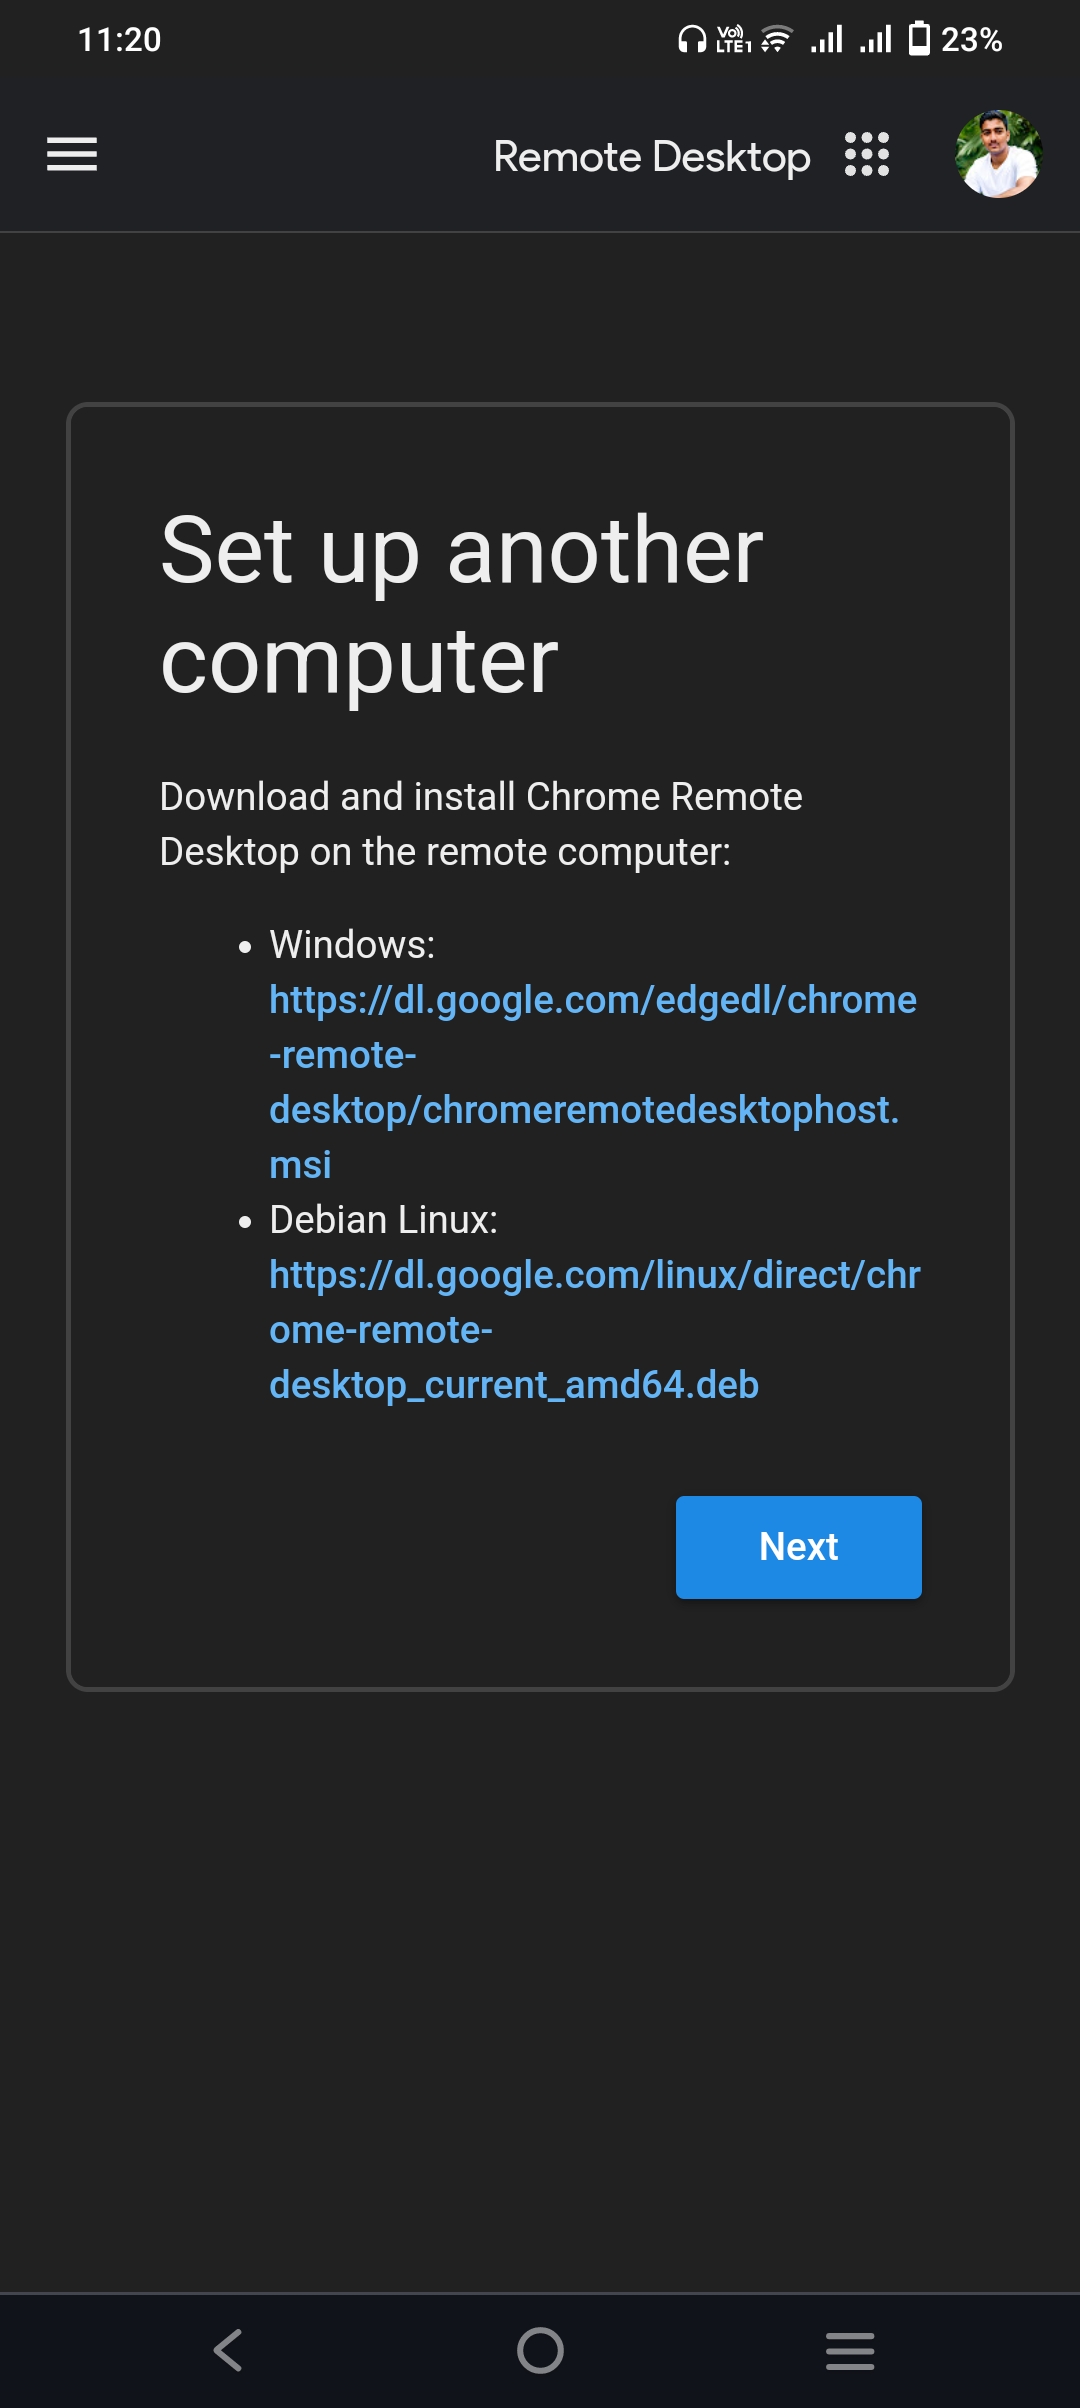 11:20
Vo))
LTE1
23%
Remote Desktop
Set up another
computer
Download and install Chrome Remote
Desktop on the remote computer:
• Windows:
https://dl.google.com/edgedl/chrome
-remote-
desktop/chromeremotedesktophost.
msi
• Debian Linux:
https://dl.google.com/linux/direct/chr
ome-remote-
desktop_current_amd64.deb
Next